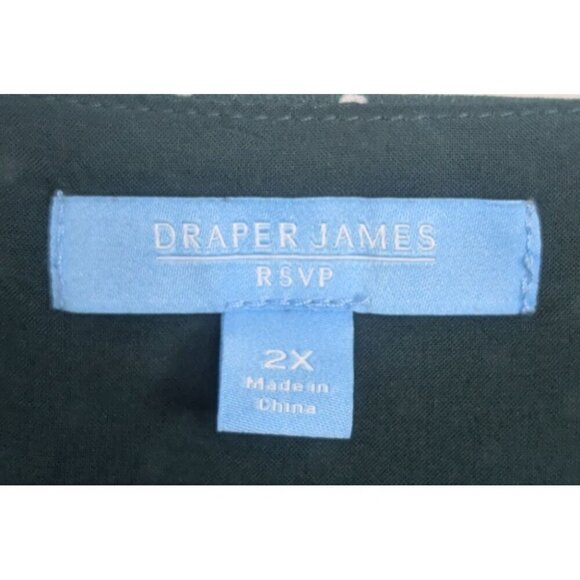 DRAPER JAMES
RSVP
2X
Made in
China